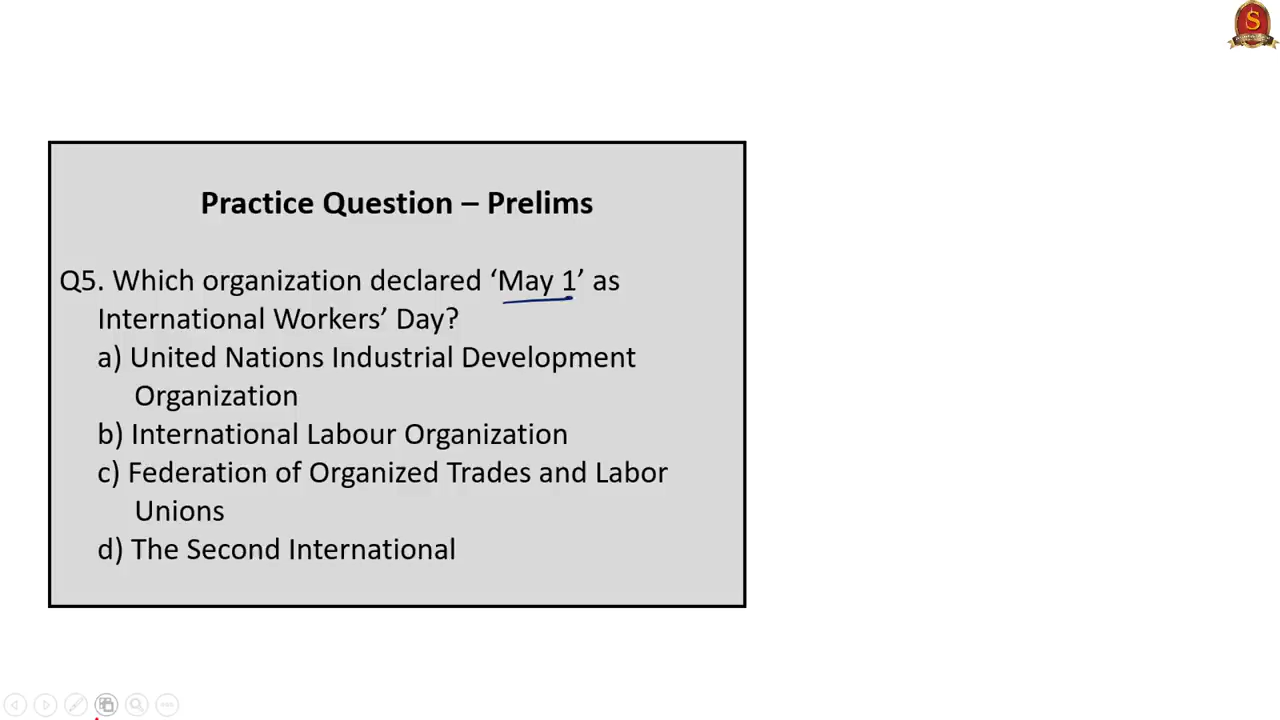 S
Practice Question – Prelims
Q5. Which organization declared ‘May 1’ as
International Workers’ Day?
a) United Nations Industrial Development
Organization
b) International Labour Organization
c) Federation of Organized Trades and Labor
Unions
d) The Second International